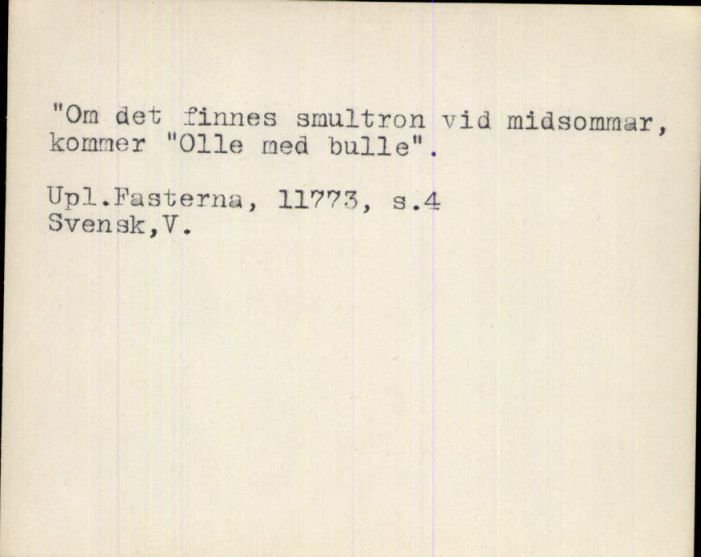 "Om det finnes smultron vid midsommar,
kommer "Olle med bulle".
Upl.Fasterna, 11773, s.4
Svensk,V.